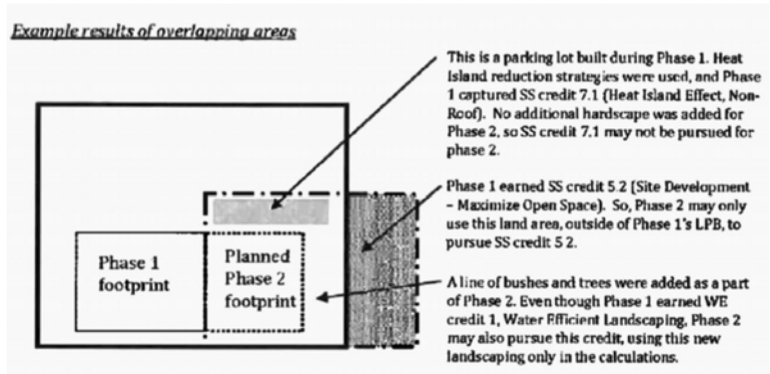 Example results of overlapping areas
This is a parking lot built during Phase 1. Heat
Island reduction strategies were used, and Phase
1 captured SS credit 7.1 (Heat Island Effect, Non-
Roof). No additional hardscape was added for
Phase 2, so SS credit 7.1 may not be pursued for
phase 2.
Phase 1 earned SS credit 5.2 (Site Development
– Maximize Open Space). So, Phase 2 may only
use this land area, outside of Phase 1's LPB, to
pursue SS credit 5 2.
A line of bushes and trees were added as a part
of Phase 2. Even though Phase 1 earned WE
credit 1, Water Efficient Landscaping, Phase 2
may also pursue this credit, using this new
landscaping only in the calculations.
Phase 1
footprint
Planned
Phase 2
footprint